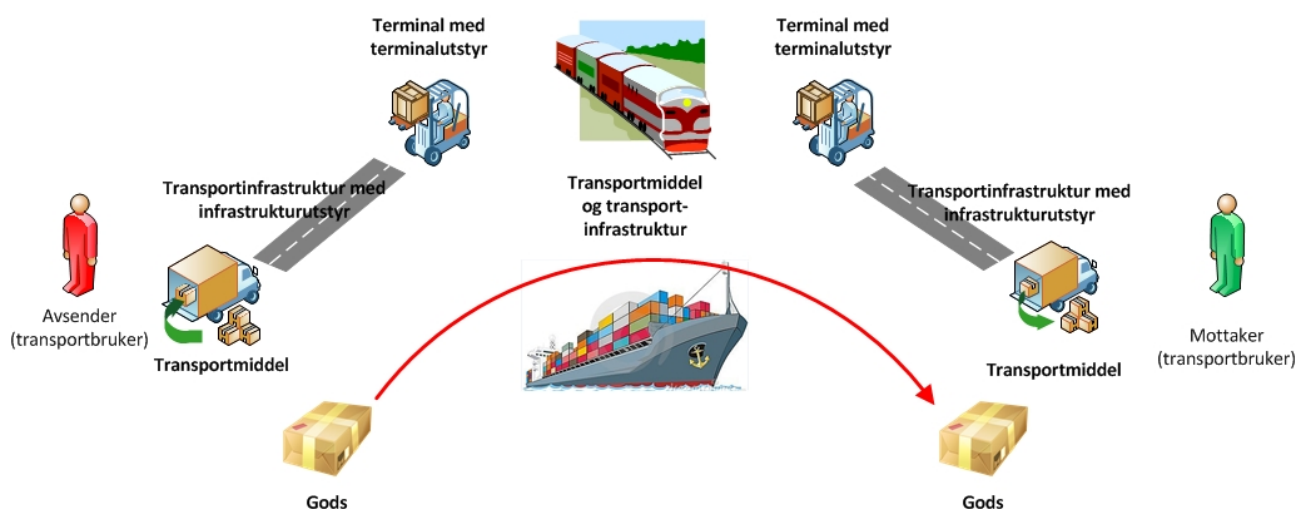 Terminal med
terminalutstyr
Terminal med
terminalutstyr
Transportinfrastruktur med
infrastrukturutstyr
Transportmiddel
og transport-
infrastruktur
Transportinfrastruktur med
infrastrukturutstyr
Avsender
(transportbruker)
Transportmiddel
Mottaker
(transportbruker)
Transportmiddel
Gods
Gods